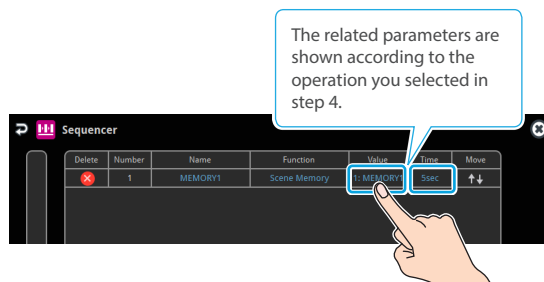 The related parameters are
shown according to the
operation you selected in
step 4.
Sequencer
Delete Number Name Function Value Time Move
1 MEMORY1 Scene Memory 1: MEMORY1 5sec